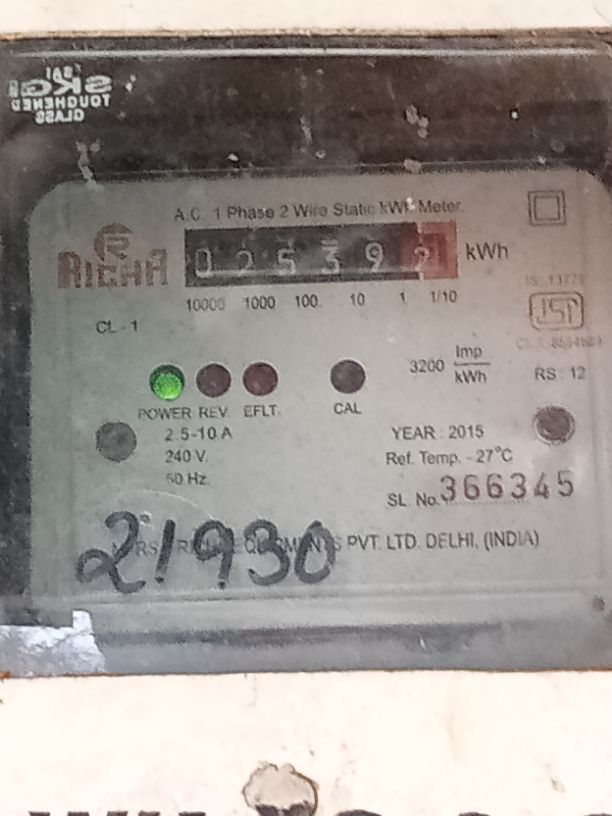 SKG
TOUGHENED
GLASS
A.C. 1 Phase 2 Wire Static kWh Meter.
RICHA
0 2 5 3 9 2 kWh
10000 1000 100 10 1 1/10
CL - 1
ISI
3200 Imp/kWh
RS : 12
POWER REV. EFLT. CAL
2.5-10 A
240 V.
50 Hz.
YEAR : 2015
Ref. Temp. - 27°C
SL. No. 366345
21930
PVT. LTD. DELHI, (INDIA)